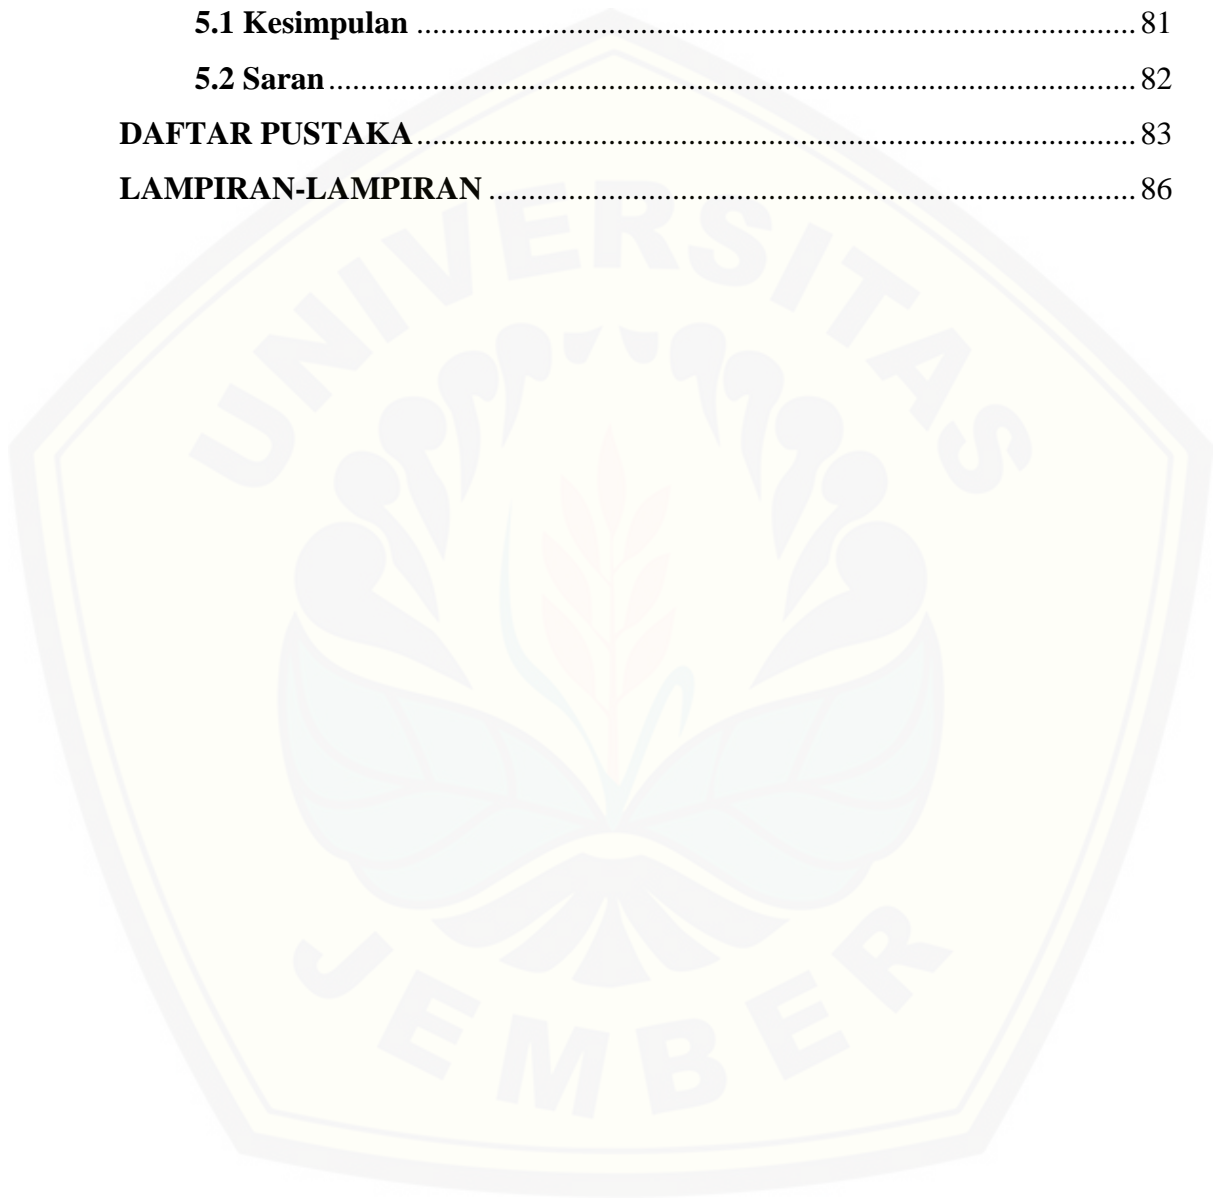 5.1 Kesimpulan ........................................................................................ 81
5.2 Saran .................................................................................................... 82
DAFTAR PUSTAKA ......................................................................................... 83
LAMPIRAN-LAMPIRAN ................................................................................ 86
UNIVERSITAS
JEMBER